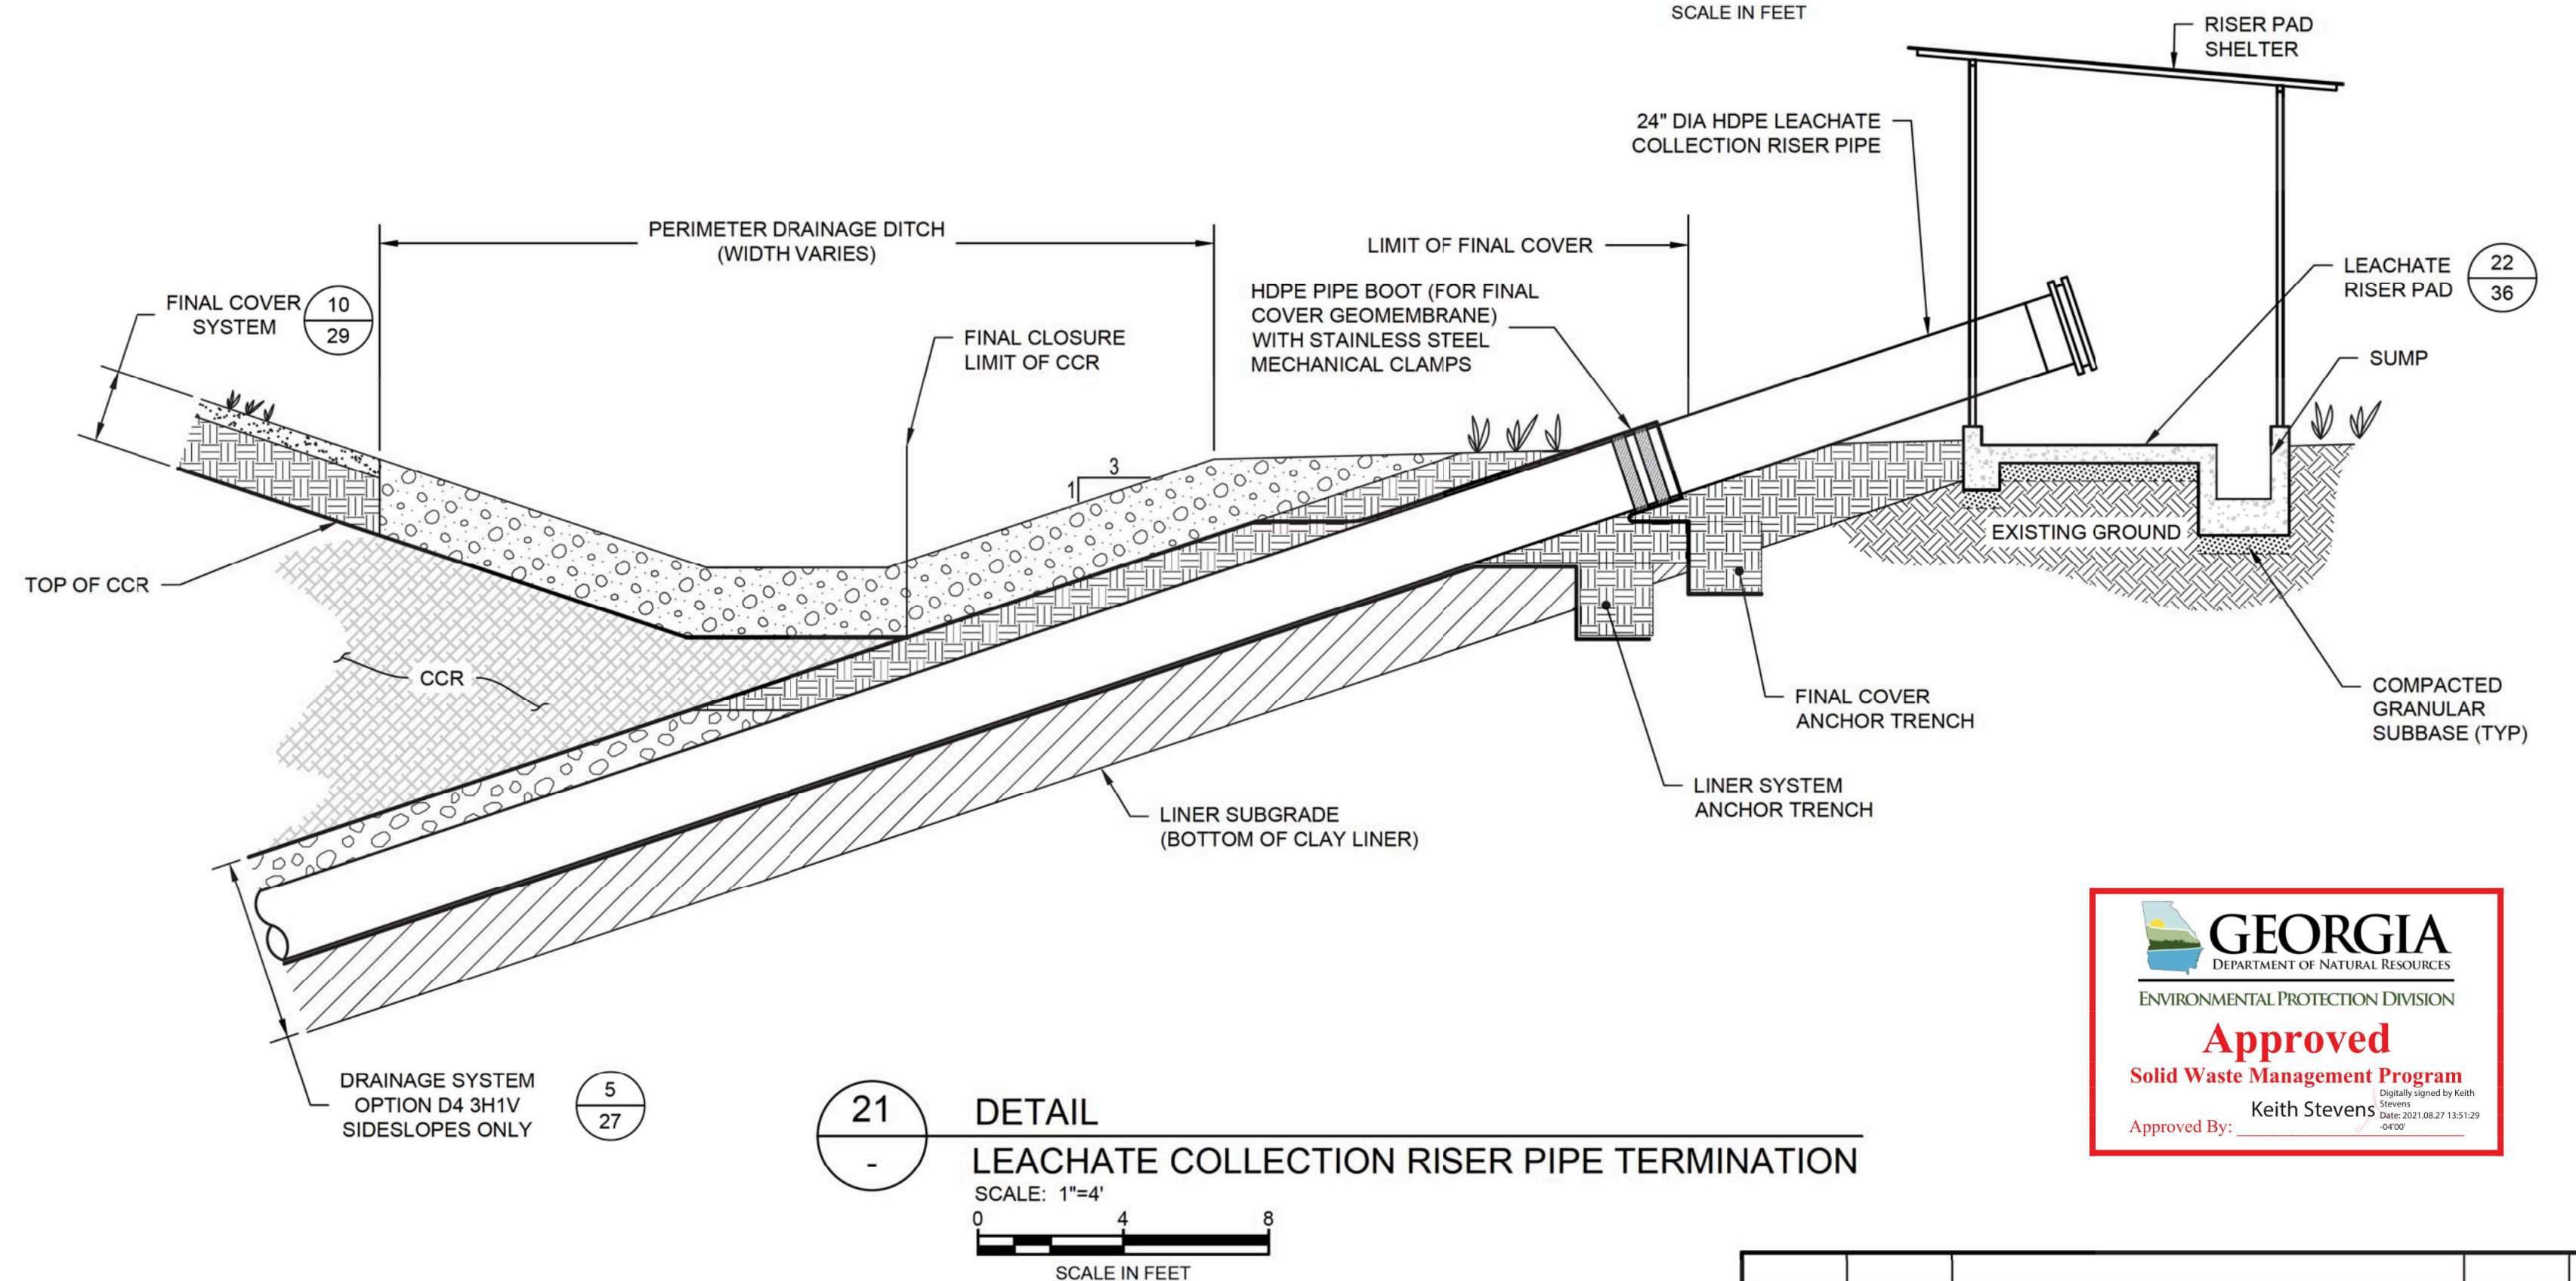 SCALE IN FEET
RISER PAD
SHELTER
24" DIA HDPE LEACHATE
COLLECTION RISER PIPE
PERIMETER DRAINAGE DITCH
(WIDTH VARIES)
LIMIT OF FINAL COVER
LEACHATE
RISER PAD
22
36
FINAL COVER
SYSTEM
10
29
HDPE PIPE BOOT (FOR FINAL
COVER GEOMEMBRANE)
WITH STAINLESS STEEL
MECHANICAL CLAMPS
FINAL CLOSURE
LIMIT OF CCR
SUMP
3
1
EXISTING GROUND
TOP OF CCR
CCR
FINAL COVER
ANCHOR TRENCH
COMPACTED
GRANULAR
SUBBASE (TYP)
LINER SYSTEM
ANCHOR TRENCH
LINER SUBGRADE
(BOTTOM OF CLAY LINER)
DRAINAGE SYSTEM
OPTION D4 3H1V
SIDESLOPES ONLY
5
27
21
-
DETAIL
LEACHATE COLLECTION RISER PIPE TERMINATION
SCALE: 1"=4'
0 4 8
SCALE IN FEET
GEORGIA
DEPARTMENT OF NATURAL RESOURCES
ENVIRONMENTAL PROTECTION DIVISION
Approved
Solid Waste Management Program
Keith Stevens
Digitally signed by Keith
Stevens
Date: 2021.08.27 13:51:29
-04'00'
Approved By: